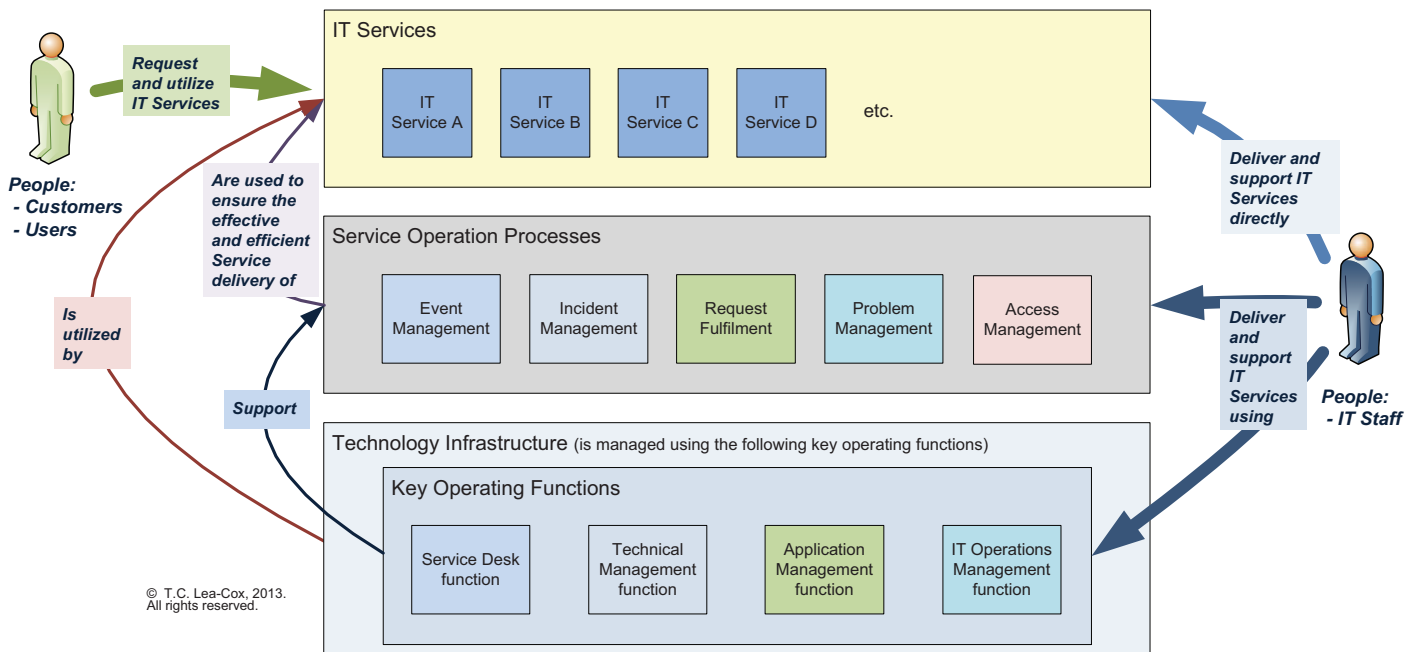 IT Services
Request
and utilize
IT Services
IT
Service A
IT
Service B
IT
Service C
IT
Service D
etc.
People:
- Customers
- Users
Are used to
ensure the
effective
and efficient
Service
delivery of
Deliver and
support IT
Services
directly
Service Operation Processes
Event
Management
Incident
Management
Request
Fulfilment
Problem
Management
Access
Management
Is
utilized
by
Support
Deliver
and
support
IT
Services
using
People:
- IT Staff
Technology Infrastructure (is managed using the following key operating functions)
Key Operating Functions
Service Desk
function
Technical
Management
function
Application
Management
function
IT Operations
Management
function
© T.C. Lea-Cox, 2013.
All rights reserved.